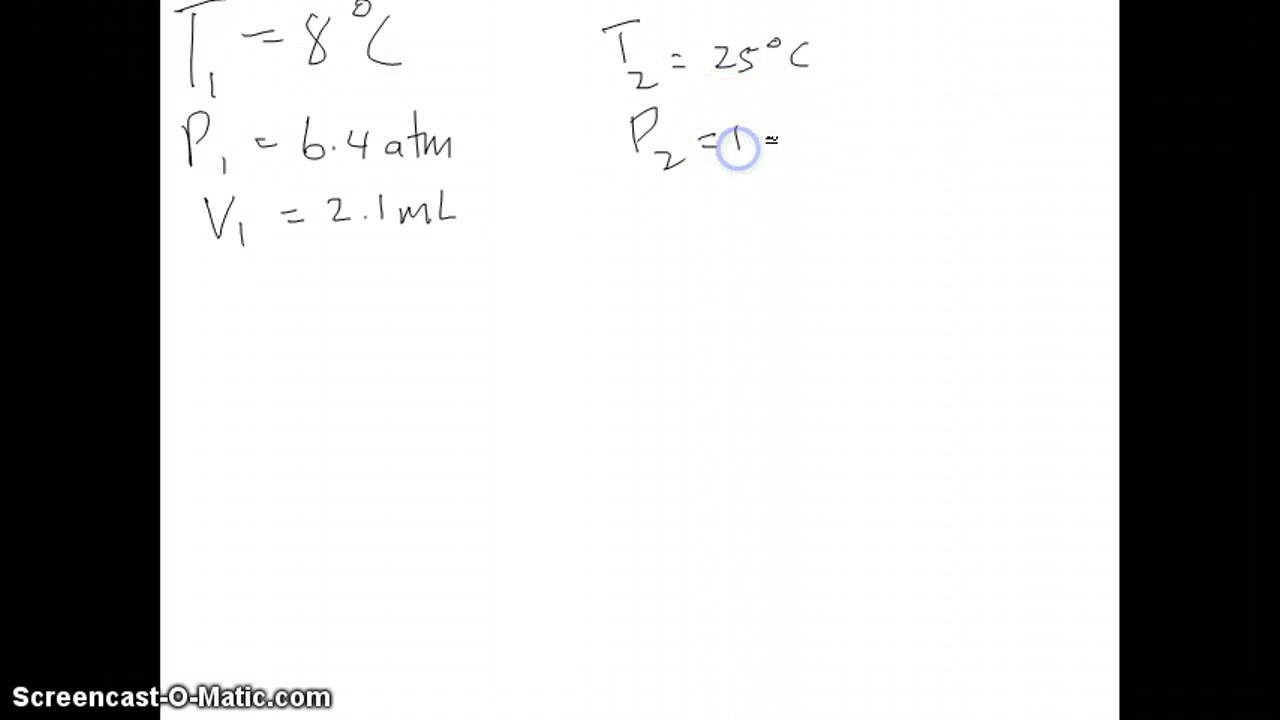 T₁ = 8°C
T₂ = 25°C
P₁ = 6.4 atm
P₂ = 1
V₁ = 2.1 mL
Screencast-O-Matic.com